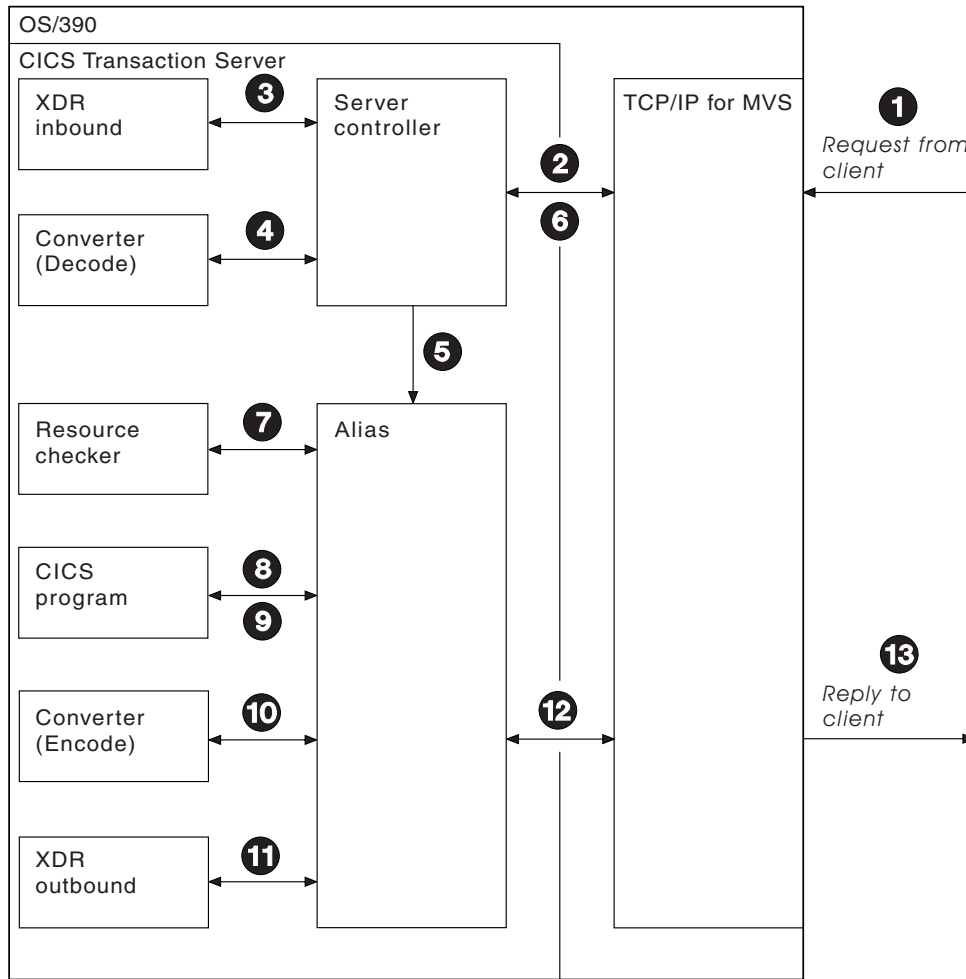 OS/390
CICS Transaction Server
XDR
inbound
3
Server
controller
TCP/IP for MVS
1
Request from
client
2
6
Converter
(Decode)
4
5
Resource
checker
7
Alias
CICS
program
8
9
Converter
(Encode)
10
12
13
Reply to
client
XDR
outbound
11